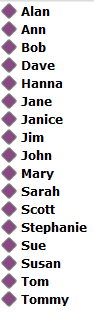 Alan
Ann
Bob
Dave
Hanna
Jane
Janice
Jim
John
Mary
Sarah
Scott
Stephanie
Sue
Susan
Tom
Tommy